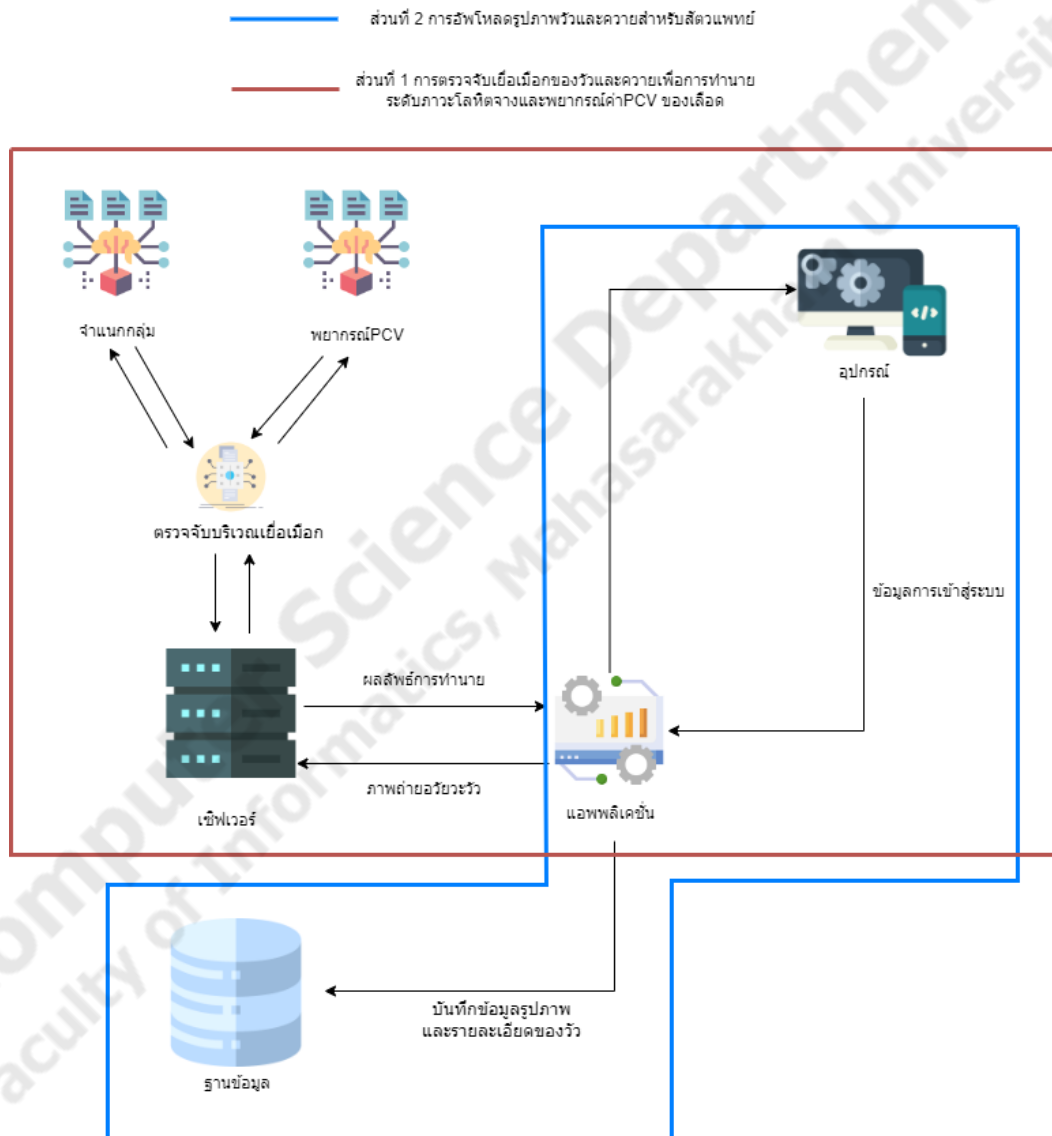 ส่วนที่ 2 การอัพโหลดรูปภาพวัวและควายสำหรับสัตวแพทย์
ส่วนที่ 1 การตรวจจับเยื่อเมือกของวัวและควายเพื่อการทำนาย
ระดับภาวะโลหิตจางและพยากรณ์ค่าPCV ของเลือด
จำแนกกลุ่ม
พยากรณ์PCV
อุปกรณ์
ตรวจจับบริเวณเยื่อเมือก
ข้อมูลการเข้าสู่ระบบ
ผลลัพธ์การทำนาย
ภาพถ่ายอวัยวะวัว
เซิฟเวอร์
แอพพลิเคชั่น
บันทึกข้อมูลรูปภาพ
และรายละเอียดของวัว
ฐานข้อมูล
Computer Science Department
Faculty of Informatics, Mahasarakham University